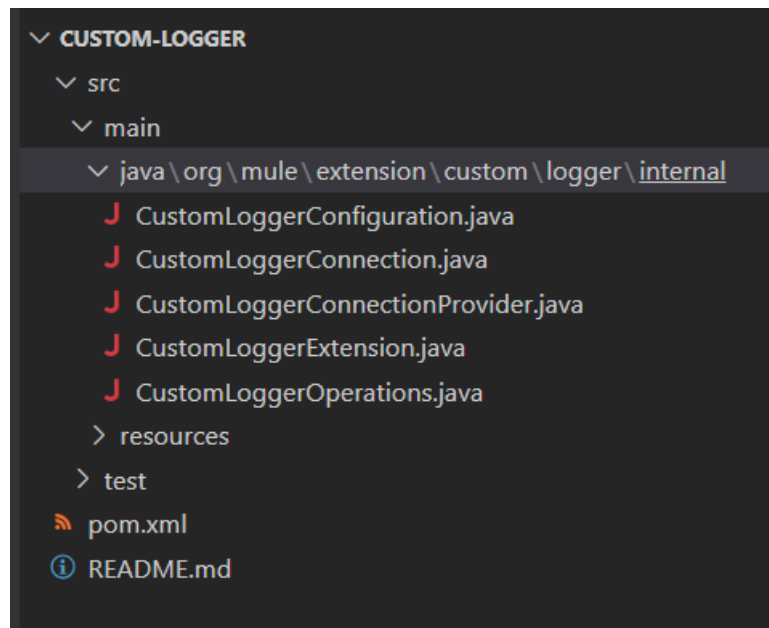 CUSTOM-LOGGER
src
main
java\org\mule\extension\custom\logger\internal
J CustomLoggerConfiguration.java
J CustomLoggerConnection.java
J CustomLoggerConnectionProvider.java
J CustomLoggerExtension.java
J CustomLoggerOperations.java
resources
test
pom.xml
README.md